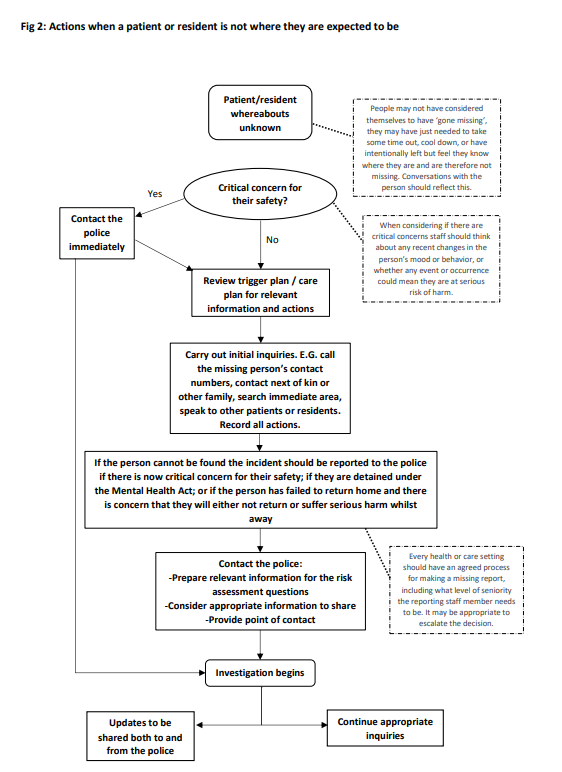 Fig 2: Actions when a patient or resident is not where they are expected to be
Patient/resident
whereabouts
unknown
People may not have considered
themselves to have ‘gone missing’,
they may have just needed to take
some time out, cool down, or have
intentionally left but feel they know
where they are and are therefore not
missing. Conversations with the
person should reflect this.
Critical concern for
their safety?
Yes
Contact the
police
immediately
When considering if there are
critical concerns staff should think
about any recent changes in the
person’s mood or behavior, or
whether any event or occurrence
could mean they are at serious
risk of harm.
No
Review trigger plan / care
plan for relevant
information and actions
Carry out initial inquiries. E.G. call
the missing person’s contact
numbers, contact next of kin or
other family, search immediate area,
speak to other patients or residents.
Record all actions.
If the person cannot be found the incident should be reported to the police
if there is now critical concern for their safety; if they are detained under
the Mental Health Act; or if the person has failed to return home and there
is concern that they will either not return or suffer serious harm whilst
away
Contact the police:
-Prepare relevant information for the risk
assessment questions
-Consider appropriate information to share
-Provide point of contact
Every health or care setting
should have an agreed process
for making a missing report,
including what level of seniority
the reporting staff member needs
to be. It may be appropriate to
escalate the decision.
Investigation begins
Updates to be
shared both to and
from the police
Continue appropriate
inquiries